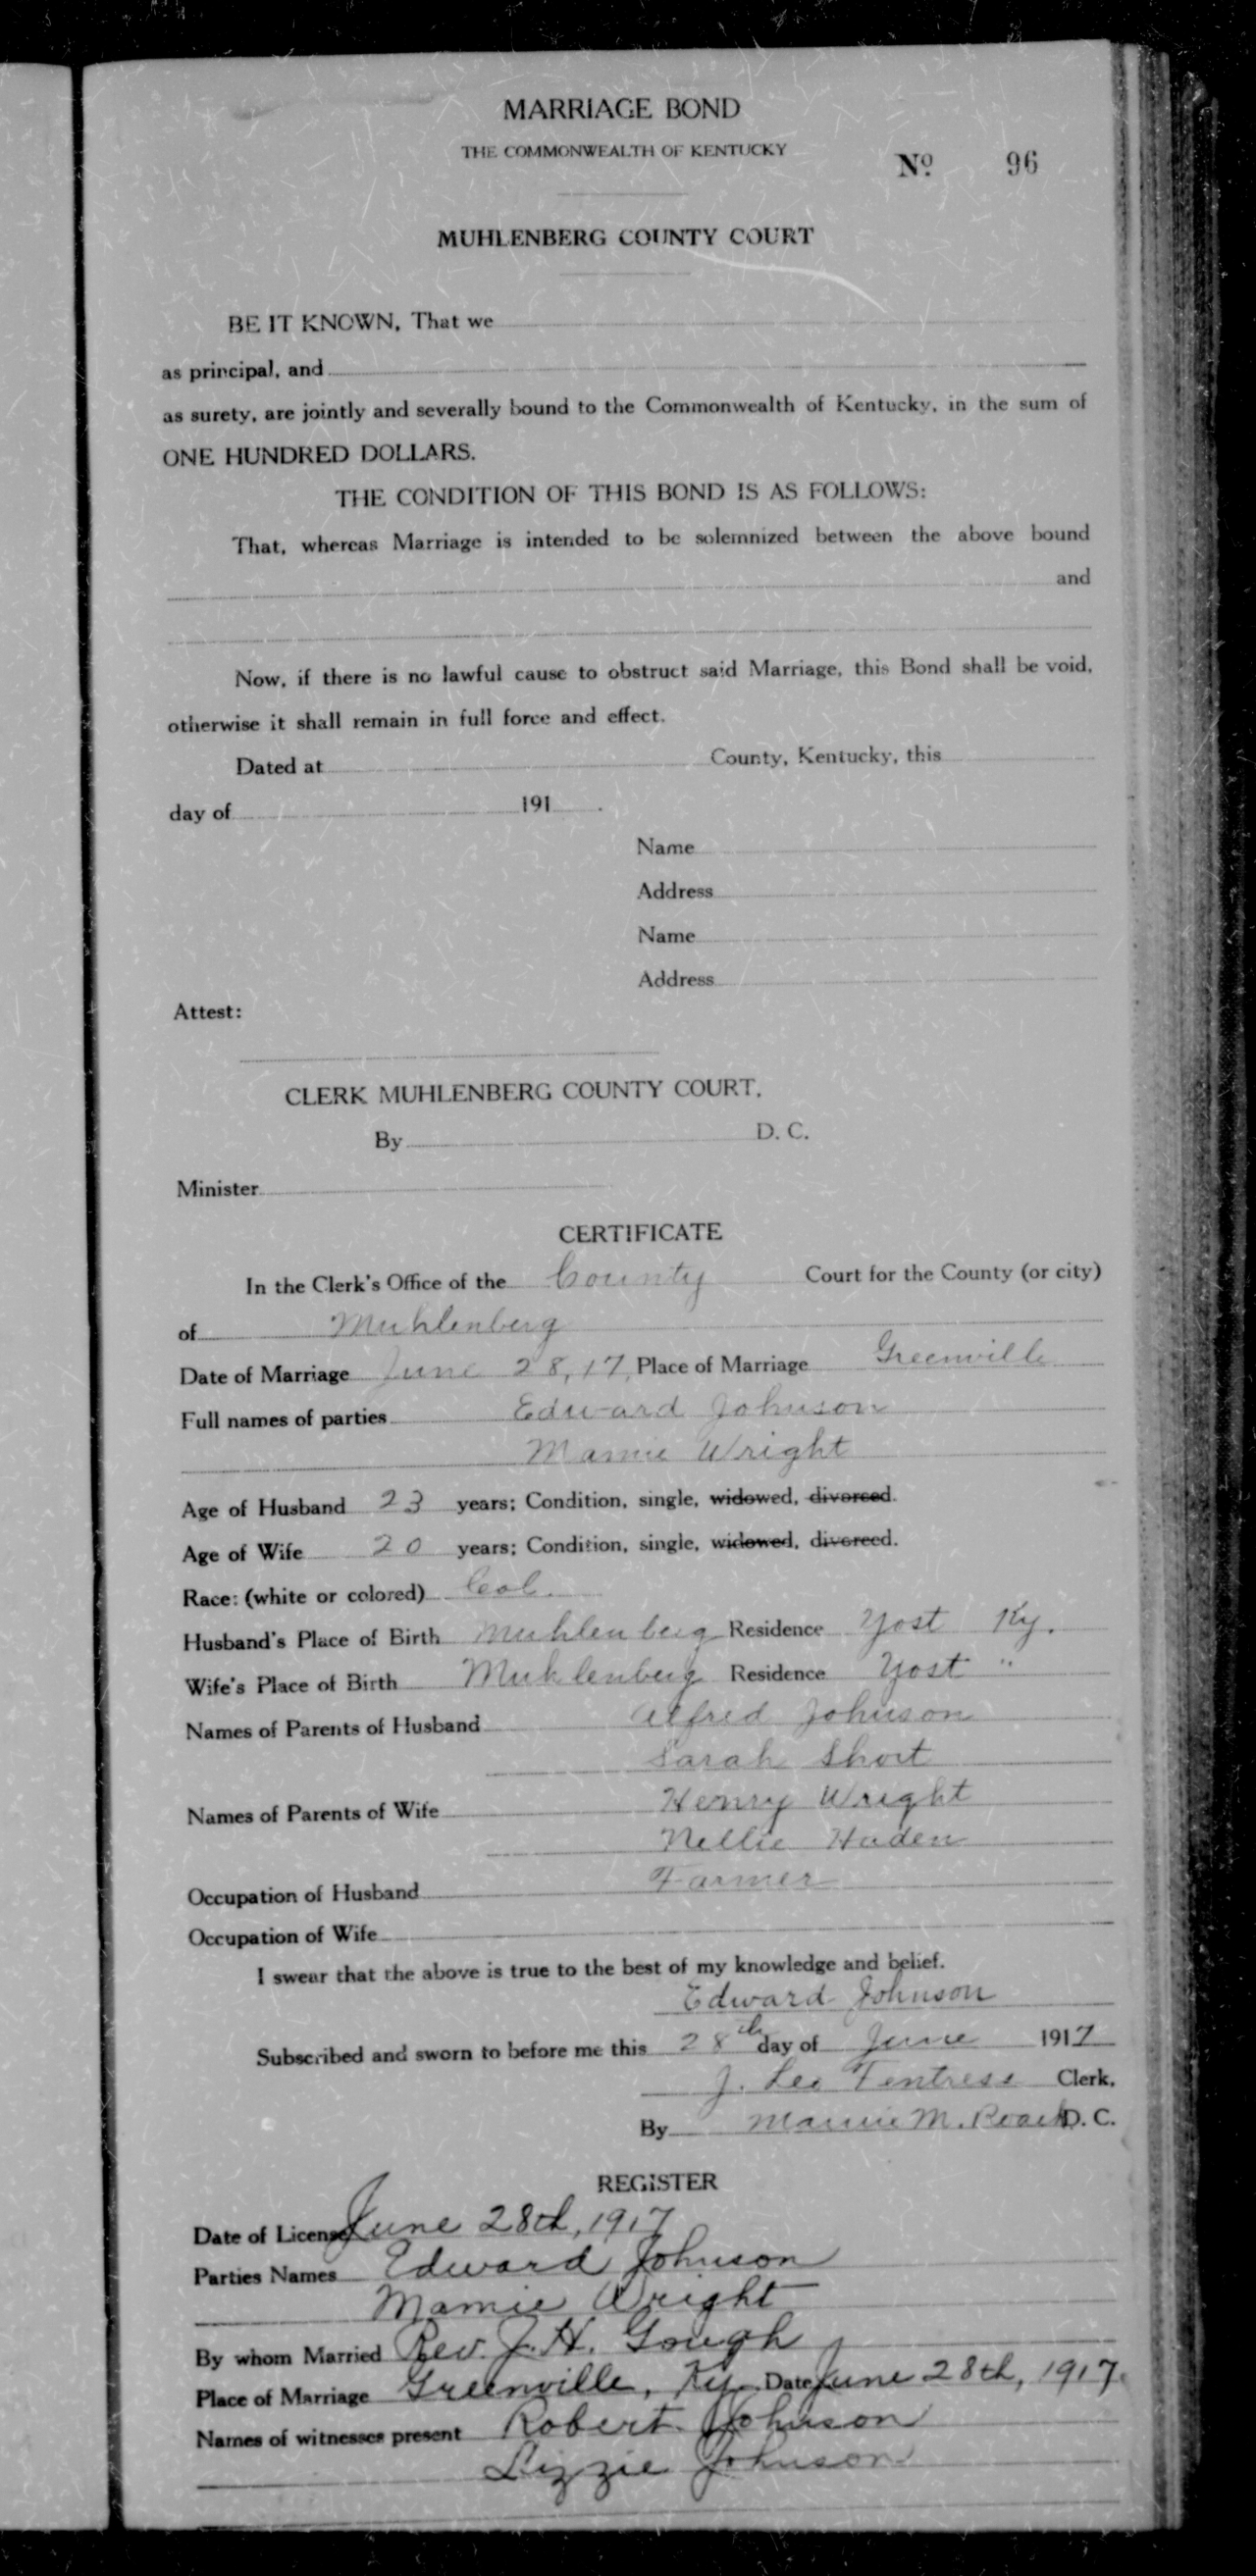 MARRIAGE BOND
THE COMMONWEALTH OF KENTUCKY
No. 96
MUHLENBERG COUNTY COURT
BE IT KNOWN, That we
as principal, and
as surety, are jointly and severally bound to the Commonwealth of Kentucky, in the sum of
ONE HUNDRED DOLLARS.
THE CONDITION OF THIS BOND IS AS FOLLOWS:
That, whereas Marriage is intended to be solemnized between the above bound
and
Now, if there is no lawful cause to obstruct said Marriage, this Bond shall be void,
otherwise it shall remain in full force and effect.
Dated at County, Kentucky, this
day of 191 .
Name
Address
Name
Address
Attest:
CLERK MUHLENBERG COUNTY COURT.
By D. C.
Minister
CERTIFICATE
In the Clerk's Office of the County Court for the County (or city)
of Muhlenberg
Date of Marriage June 28, 17, Place of Marriage Greenville
Full names of parties Edward Johnson
Mamie Wright
Age of Husband 23 years; Condition, single, widowed, divorced.
Age of Wife 20 years; Condition, single, widowed, divorced.
Race: (white or colored) Col.
Husband's Place of Birth Muhlenberg Residence Yost Ky.
Wife's Place of Birth Muhlenberg Residence Yost "
Names of Parents of Husband Alfred Johnson
Sarah Short
Names of Parents of Wife Henry Wright
Nellie Haden
Occupation of Husband Farmer
Occupation of Wife
I swear that the above is true to the best of my knowledge and belief.
Edward Johnson
Subscribed and sworn to before me this 28th day of June 1917
J. Leo Fentress Clerk,
By Mamie M. Roark D. C.
REGISTER
Date of License June 28th, 1917
Parties Names Edward Johnson
Mamie Wright
By whom Married Rev. J. H. Gough
Place of Marriage Greenville, Ky. Date June 28th, 1917.
Names of witnesses present Robert Johnson
Lizzie Johnson